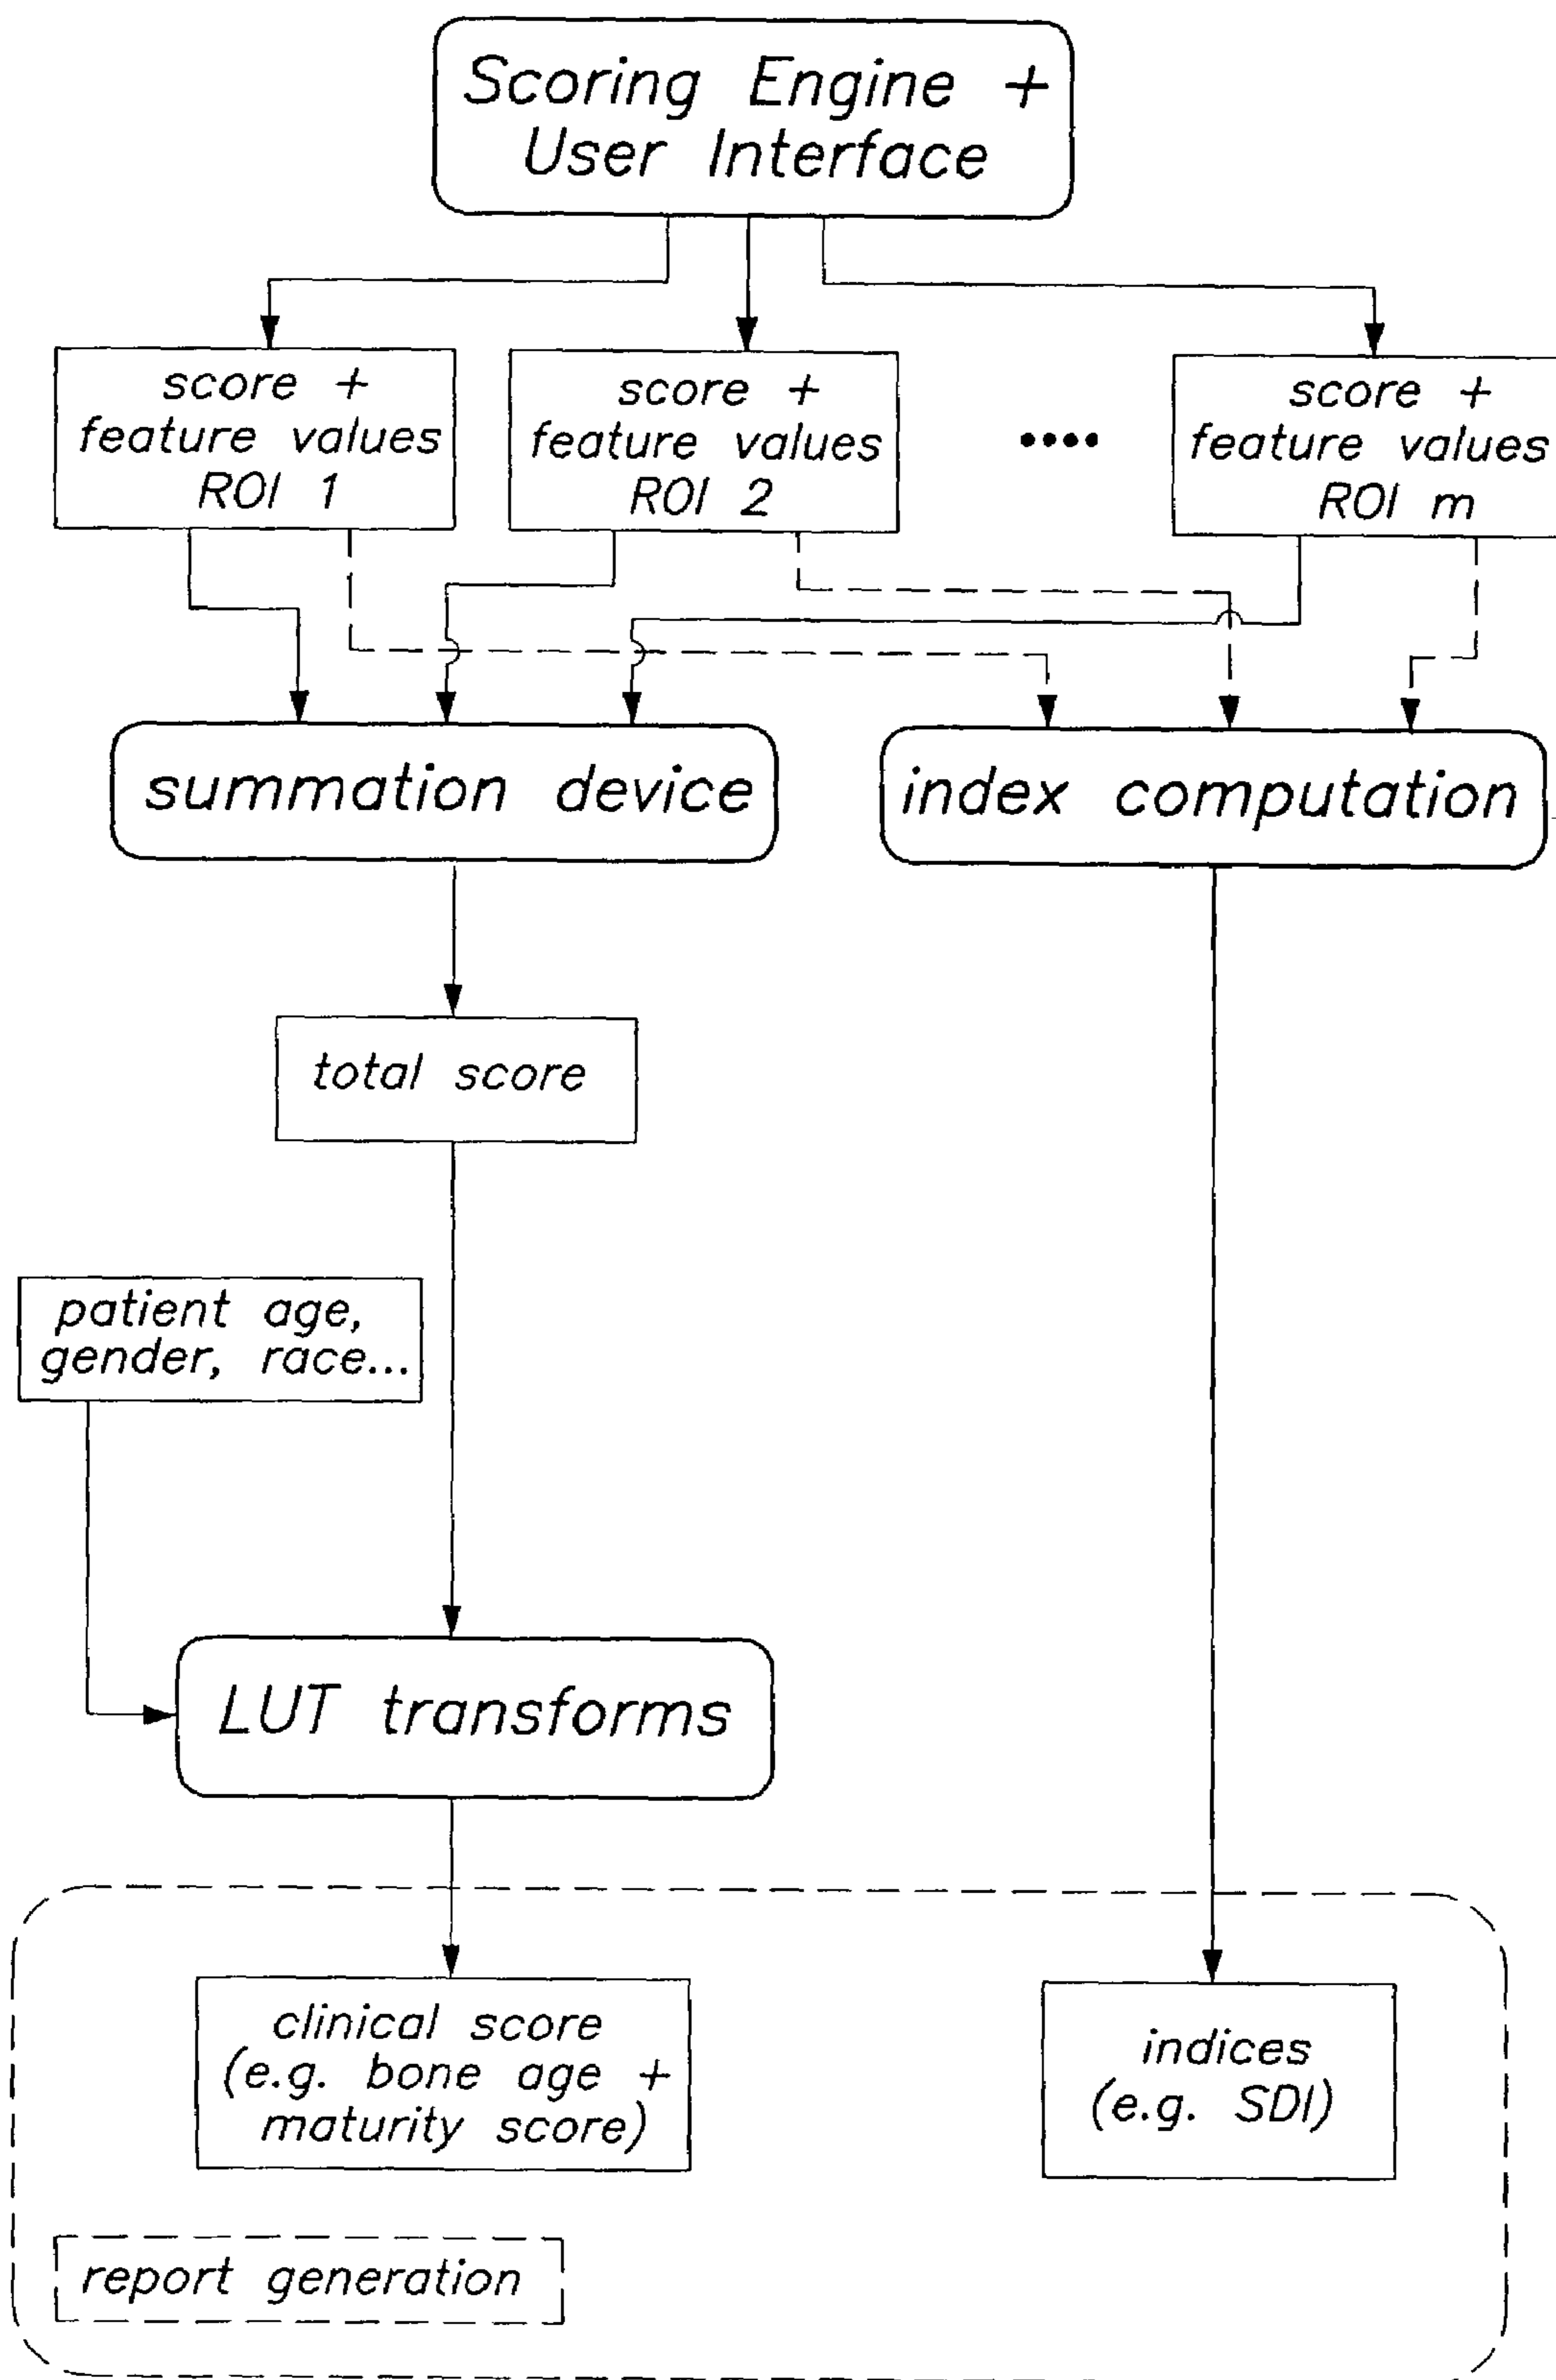 Scoring Engine +
User Interface
score +
feature values
ROI 1
score +
feature values
ROI 2
....
score +
feature values
ROI m
summation device
index computation
total score
patient age,
gender, race...
LUT transforms
clinical score
(e.g. bone age +
maturity score)
indices
(e.g. SDI)
report generation